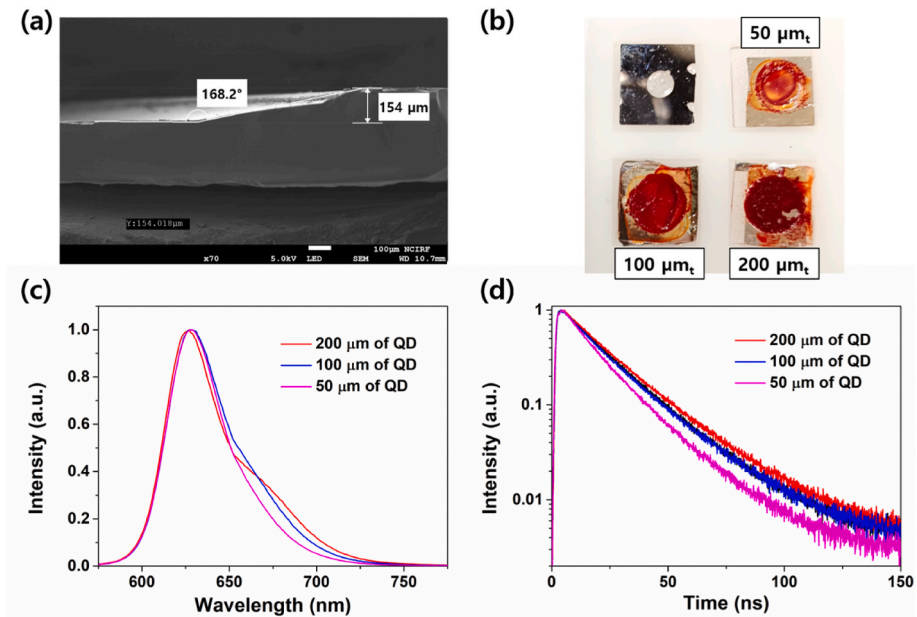 (a)
168.2°
154 μm
Y:154.018μm
100μm NCIRF
x70 5.0kV LED SEM WD 10.7mm
(b)
50 μmt
100 μmt
200 μmt
(c)
Intensity (a.u.)
1.0
0.8
0.6
0.4
0.2
0.0
600 650 700 750
Wavelength (nm)
200 μm of QD
100 μm of QD
50 μm of QD
(d)
Intensity (a.u.)
1
0.1
0.01
0 50 100 150
Time (ns)
200 μm of QD
100 μm of QD
50 μm of QD